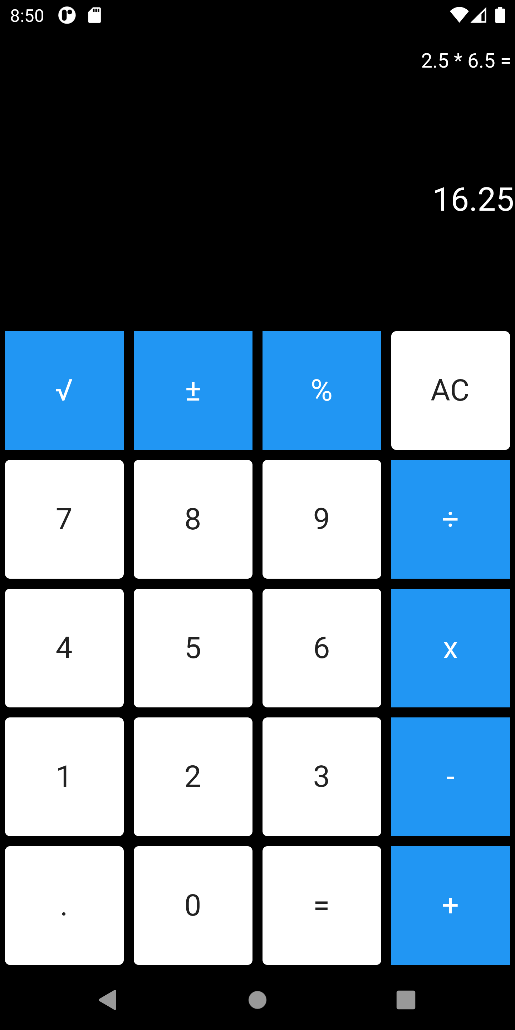 8:50
2.5 * 6.5 =
16.25
√ ± % AC
7 8 9 ÷
4 5 6 x
1 2 3 -
. 0 = +